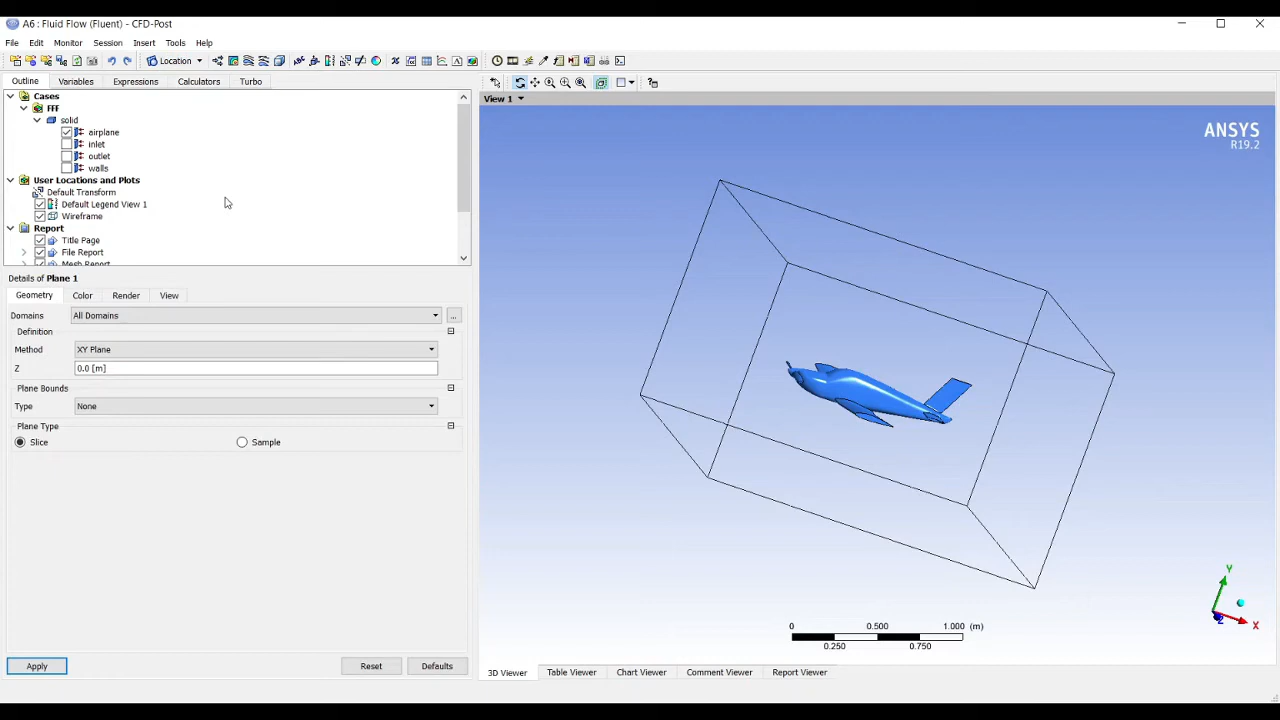 A6 : Fluid Flow (Fluent) - CFD-Post
File Edit Monitor Session Insert Tools Help
Location
Outline Variables Expressions Calculators Turbo
View 1
Cases
FFF
solid
airplane
inlet
outlet
walls
User Locations and Plots
Default Transform
Default Legend View 1
Wireframe
Report
Title Page
File Report
Mesh Report
Details of Plane 1
Geometry Color Render View
Domains All Domains ...
Definition
Method XY Plane
Z 0.0 [m]
Plane Bounds
Type None
Plane Type
Slice Sample
Apply Reset Defaults
ANSYS
R19.2
0 0.500 1.000 (m)
0.250 0.750
Y
X
Z
3D Viewer Table Viewer Chart Viewer Comment Viewer Report Viewer